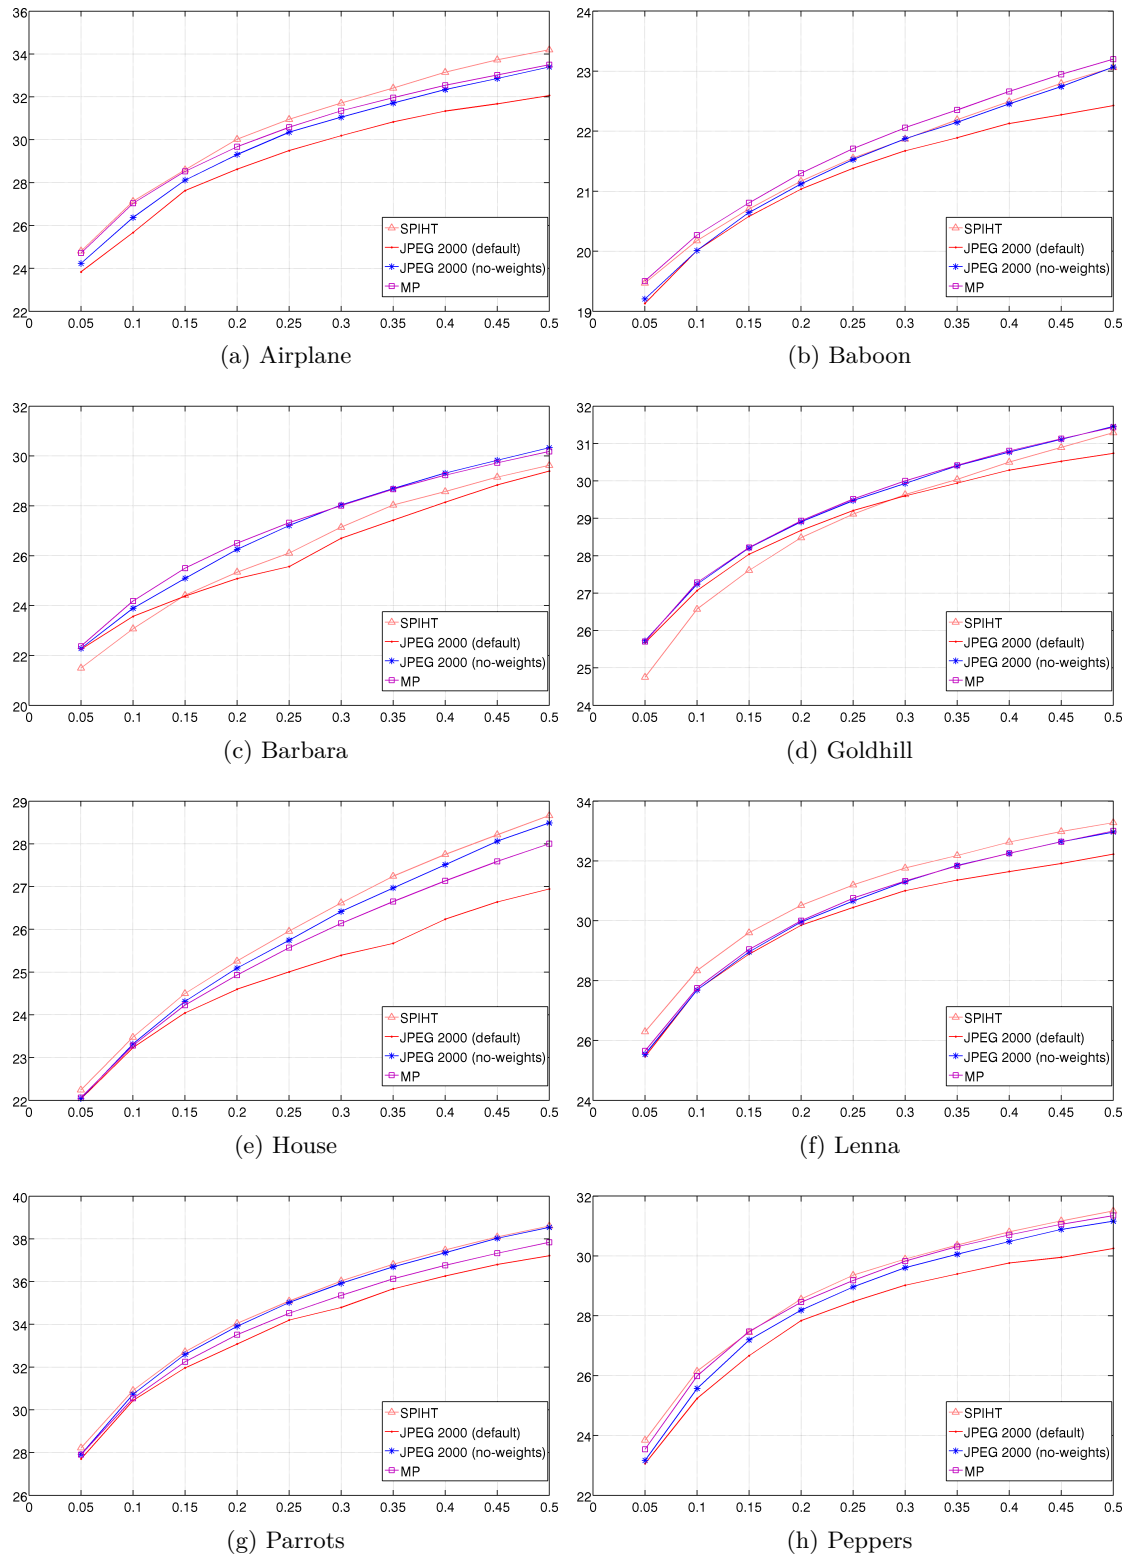 36
34
32
30
28
26
24
22
0 0.05 0.1 0.15 0.2 0.25 0.3 0.35 0.4 0.45 0.5
SPIHT
JPEG 2000 (default)
JPEG 2000 (no-weights)
MP
(a) Airplane
24
23
22
21
20
19
0 0.05 0.1 0.15 0.2 0.25 0.3 0.35 0.4 0.45 0.5
SPIHT
JPEG 2000 (default)
JPEG 2000 (no-weights)
MP
(b) Baboon
32
30
28
26
24
22
20
0 0.05 0.1 0.15 0.2 0.25 0.3 0.35 0.4 0.45 0.5
SPIHT
JPEG 2000 (default)
JPEG 2000 (no-weights)
MP
(c) Barbara
32
31
30
29
28
27
26
25
24
0 0.05 0.1 0.15 0.2 0.25 0.3 0.35 0.4 0.45 0.5
SPIHT
JPEG 2000 (default)
JPEG 2000 (no-weights)
MP
(d) Goldhill
29
28
27
26
25
24
23
22
0 0.05 0.1 0.15 0.2 0.25 0.3 0.35 0.4 0.45 0.5
SPIHT
JPEG 2000 (default)
JPEG 2000 (no-weights)
MP
(e) House
34
32
30
28
26
24
0 0.05 0.1 0.15 0.2 0.25 0.3 0.35 0.4 0.45 0.5
SPIHT
JPEG 2000 (default)
JPEG 2000 (no-weights)
MP
(f) Lenna
40
38
36
34
32
30
28
26
0 0.05 0.1 0.15 0.2 0.25 0.3 0.35 0.4 0.45 0.5
SPIHT
JPEG 2000 (default)
JPEG 2000 (no-weights)
MP
(g) Parrots
32
30
28
26
24
22
0 0.05 0.1 0.15 0.2 0.25 0.3 0.35 0.4 0.45 0.5
SPIHT
JPEG 2000 (default)
JPEG 2000 (no-weights)
MP
(h) Peppers